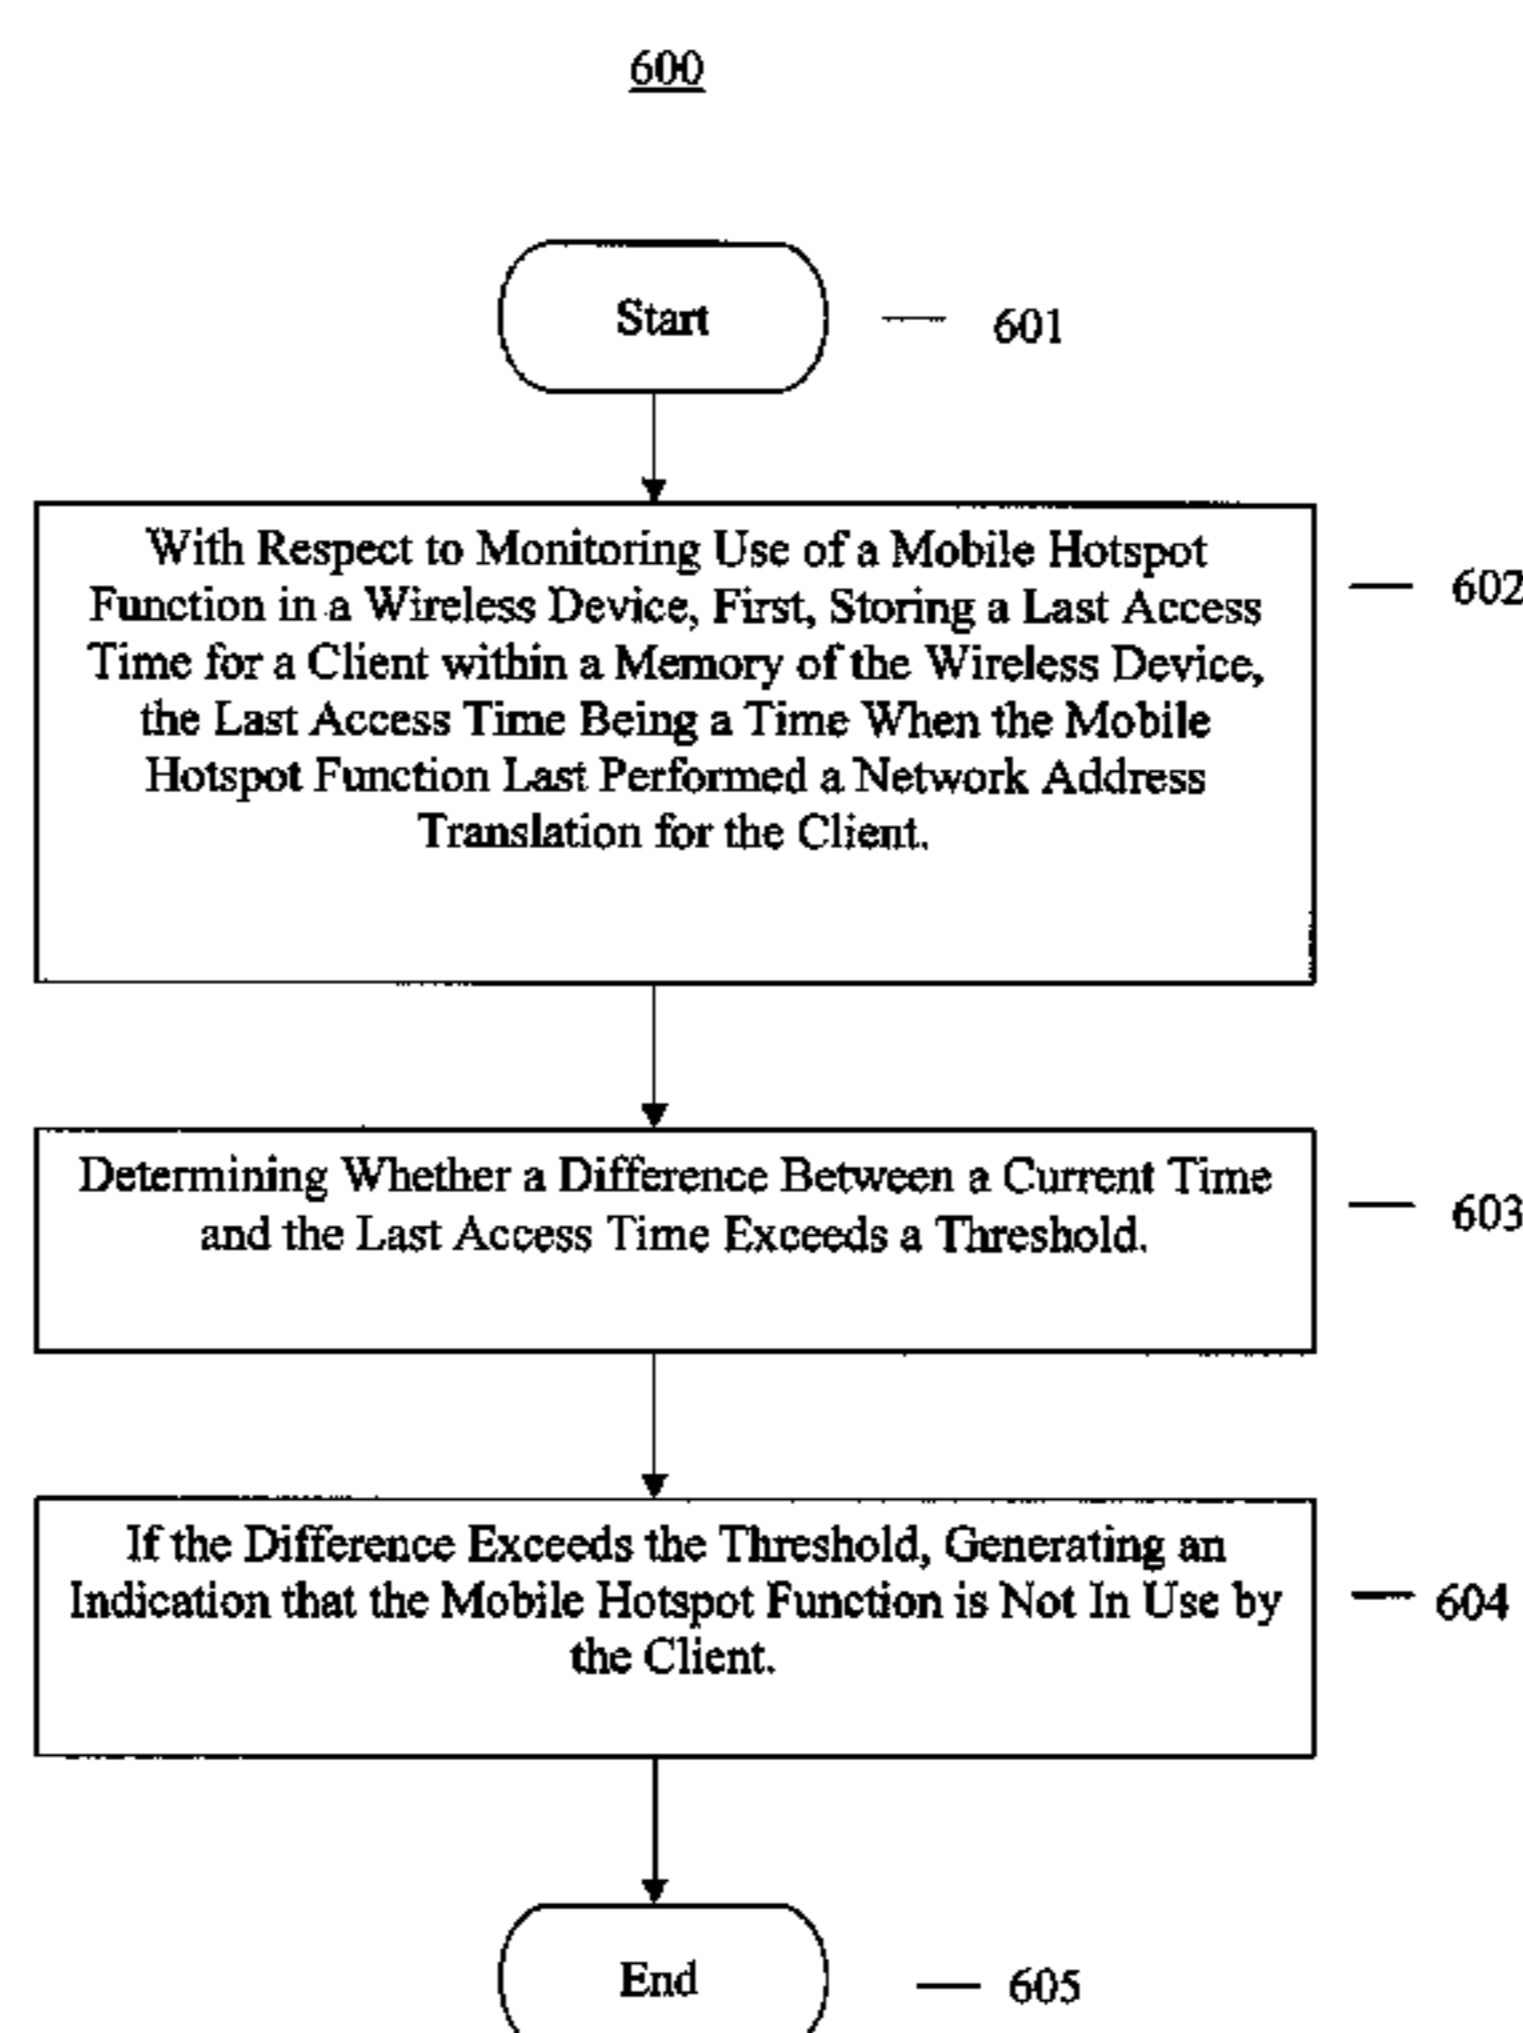 600
Start
601
With Respect to Monitoring Use of a Mobile Hotspot
Function in a Wireless Device, First, Storing a Last Access
Time for a Client within a Memory of the Wireless Device,
the Last Access Time Being a Time When the Mobile
Hotspot Function Last Performed a Network Address
Translation for the Client.
602
Determining Whether a Difference Between a Current Time
and the Last Access Time Exceeds a Threshold.
603
If the Difference Exceeds the Threshold, Generating an
Indication that the Mobile Hotspot Function is Not In Use by
the Client.
604
End
605